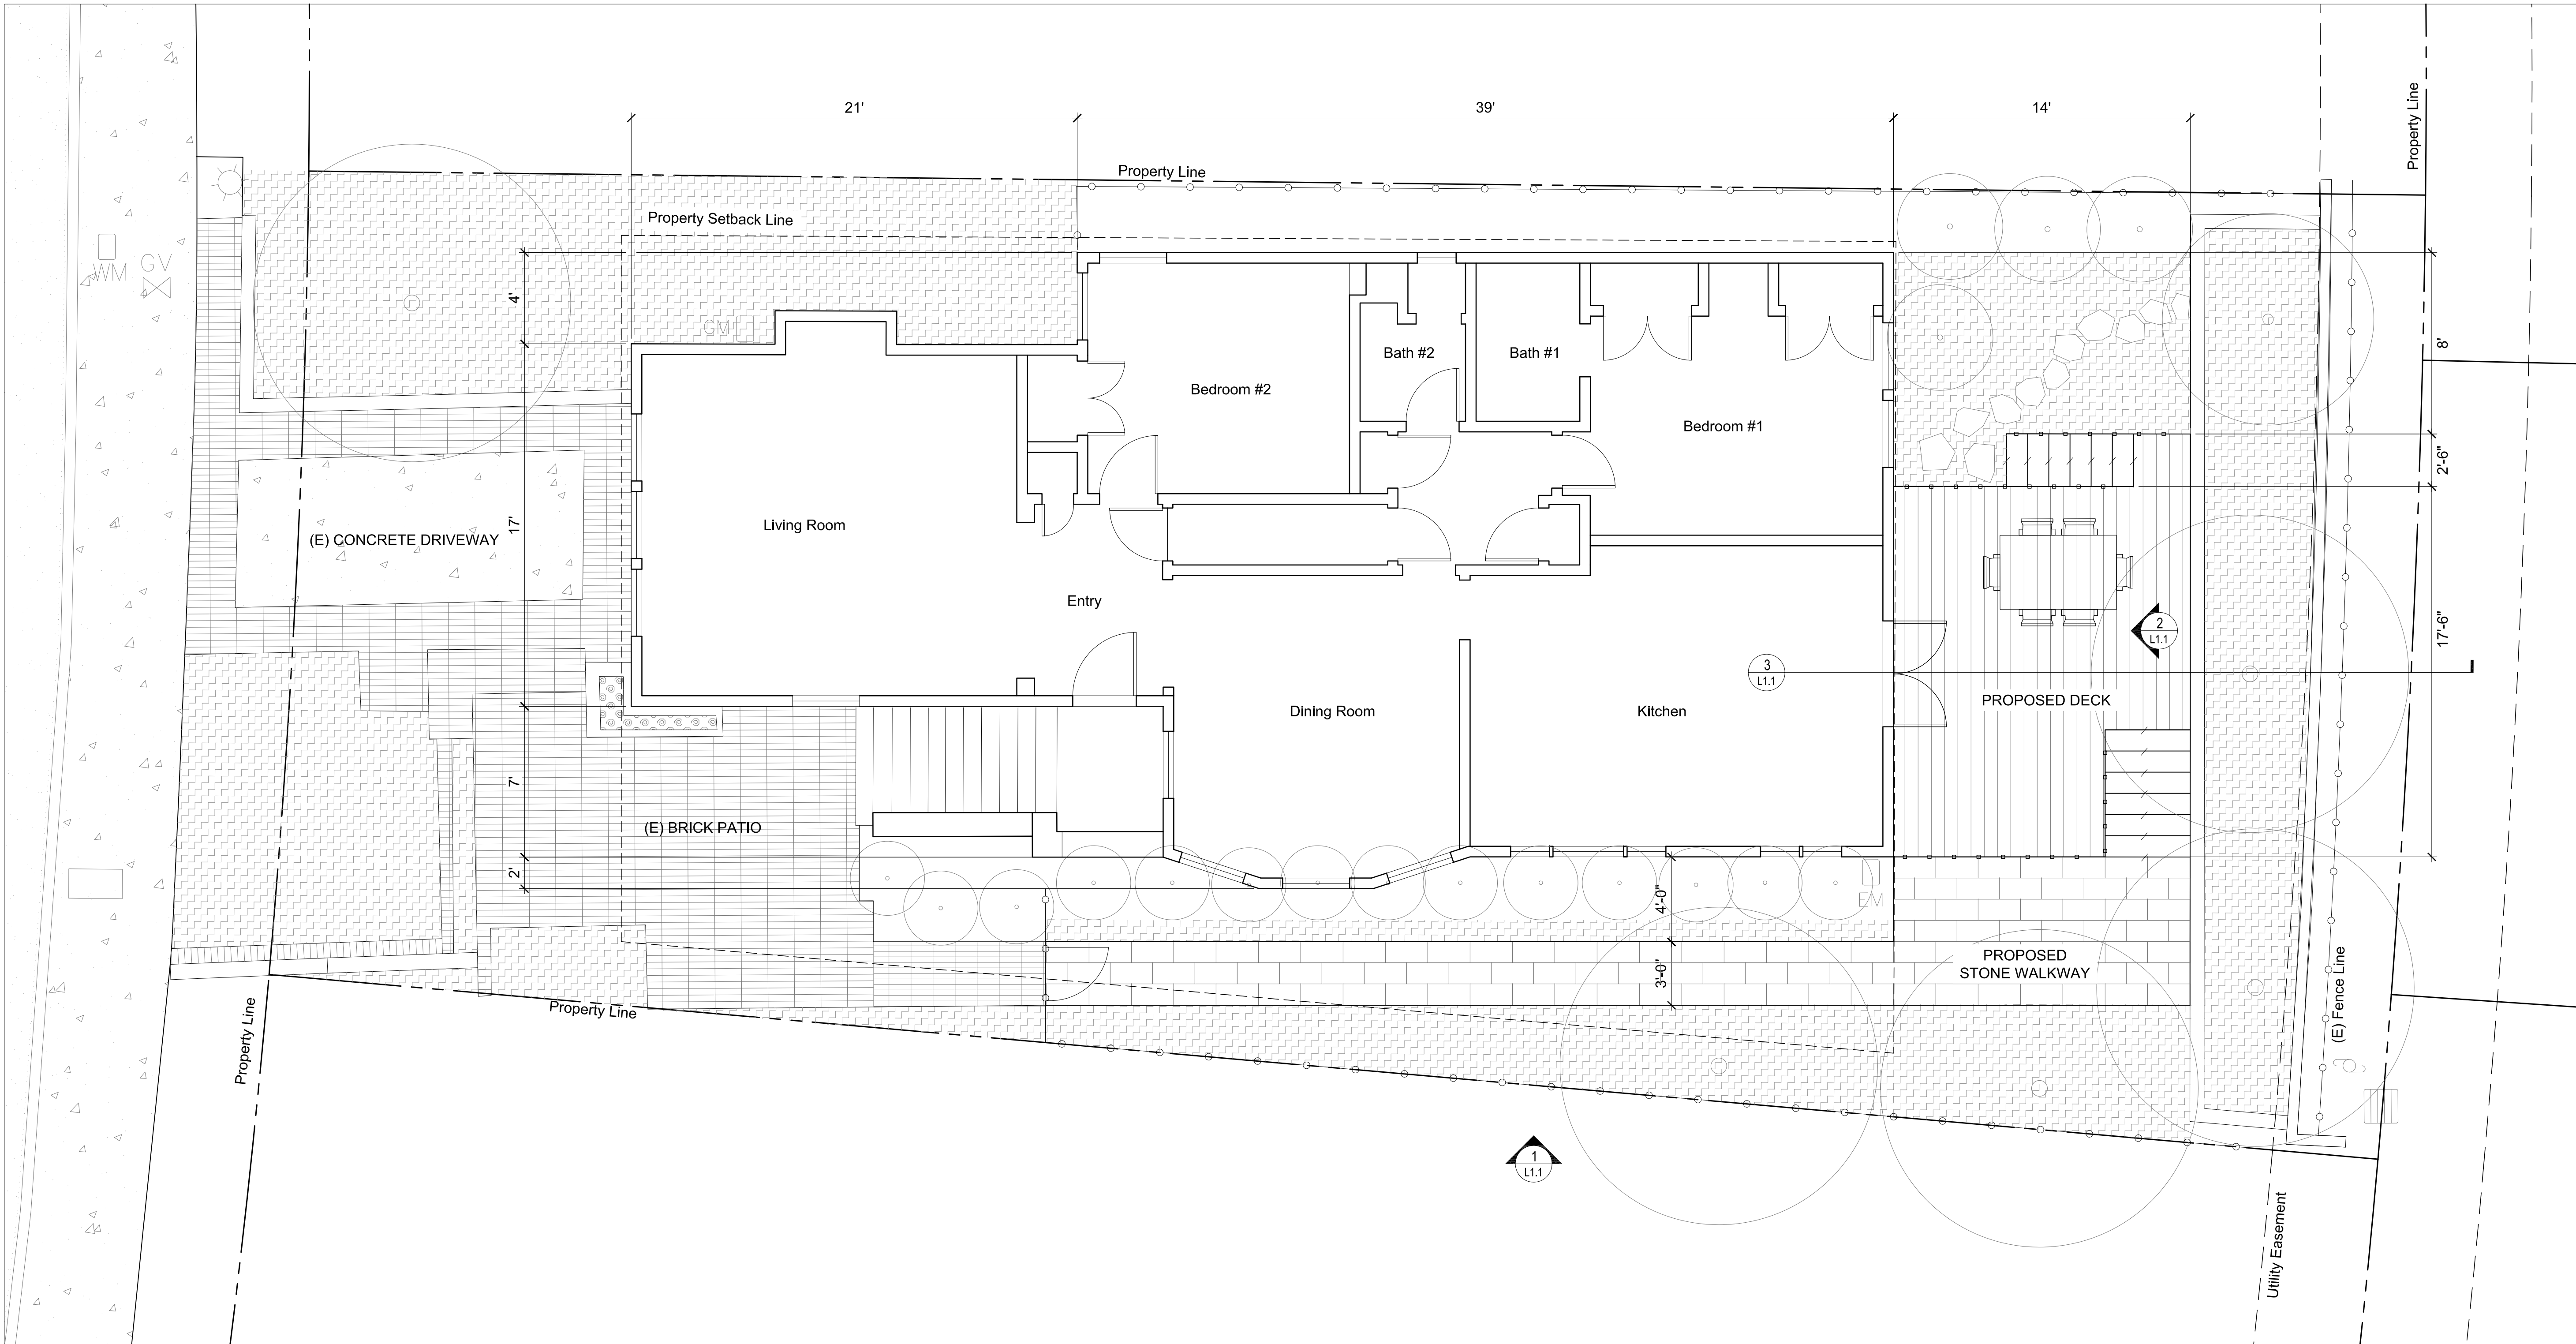 21'
39'
14'
Property Line
Property Line
Property Setback Line
WM
GV
GM
4'
8'
Bath #2
Bath #1
Bedroom #2
Bedroom #1
2'-6"
17'
Living Room
(E) CONCRETE DRIVEWAY
Entry
2
L1.1
17'-6"
3
L1.1
PROPOSED DECK
Dining Room
Kitchen
7'
(E) BRICK PATIO
2'
4'-0"
EM
3'-0"
PROPOSED
STONE WALKWAY
(E) Fence Line
Property Line
Property Line
1
L1.1
Utility Easement